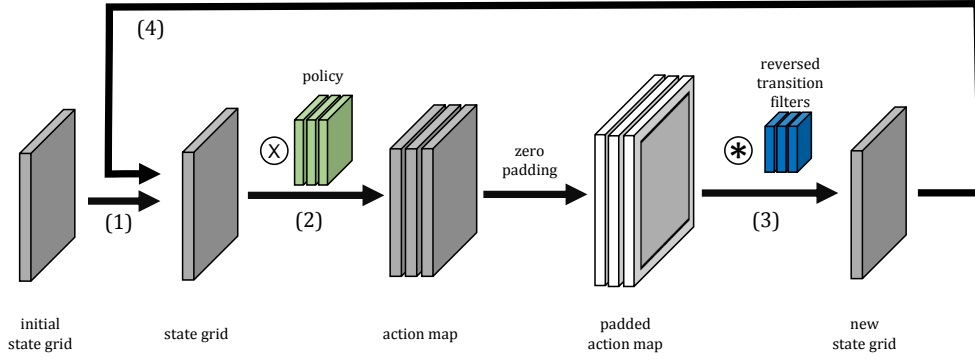 (4)
policy
reversed
transition
filters
X
*
zero
padding
(1)
(2)
(3)
initial
state grid
state grid
action map
padded
action map
new
state grid